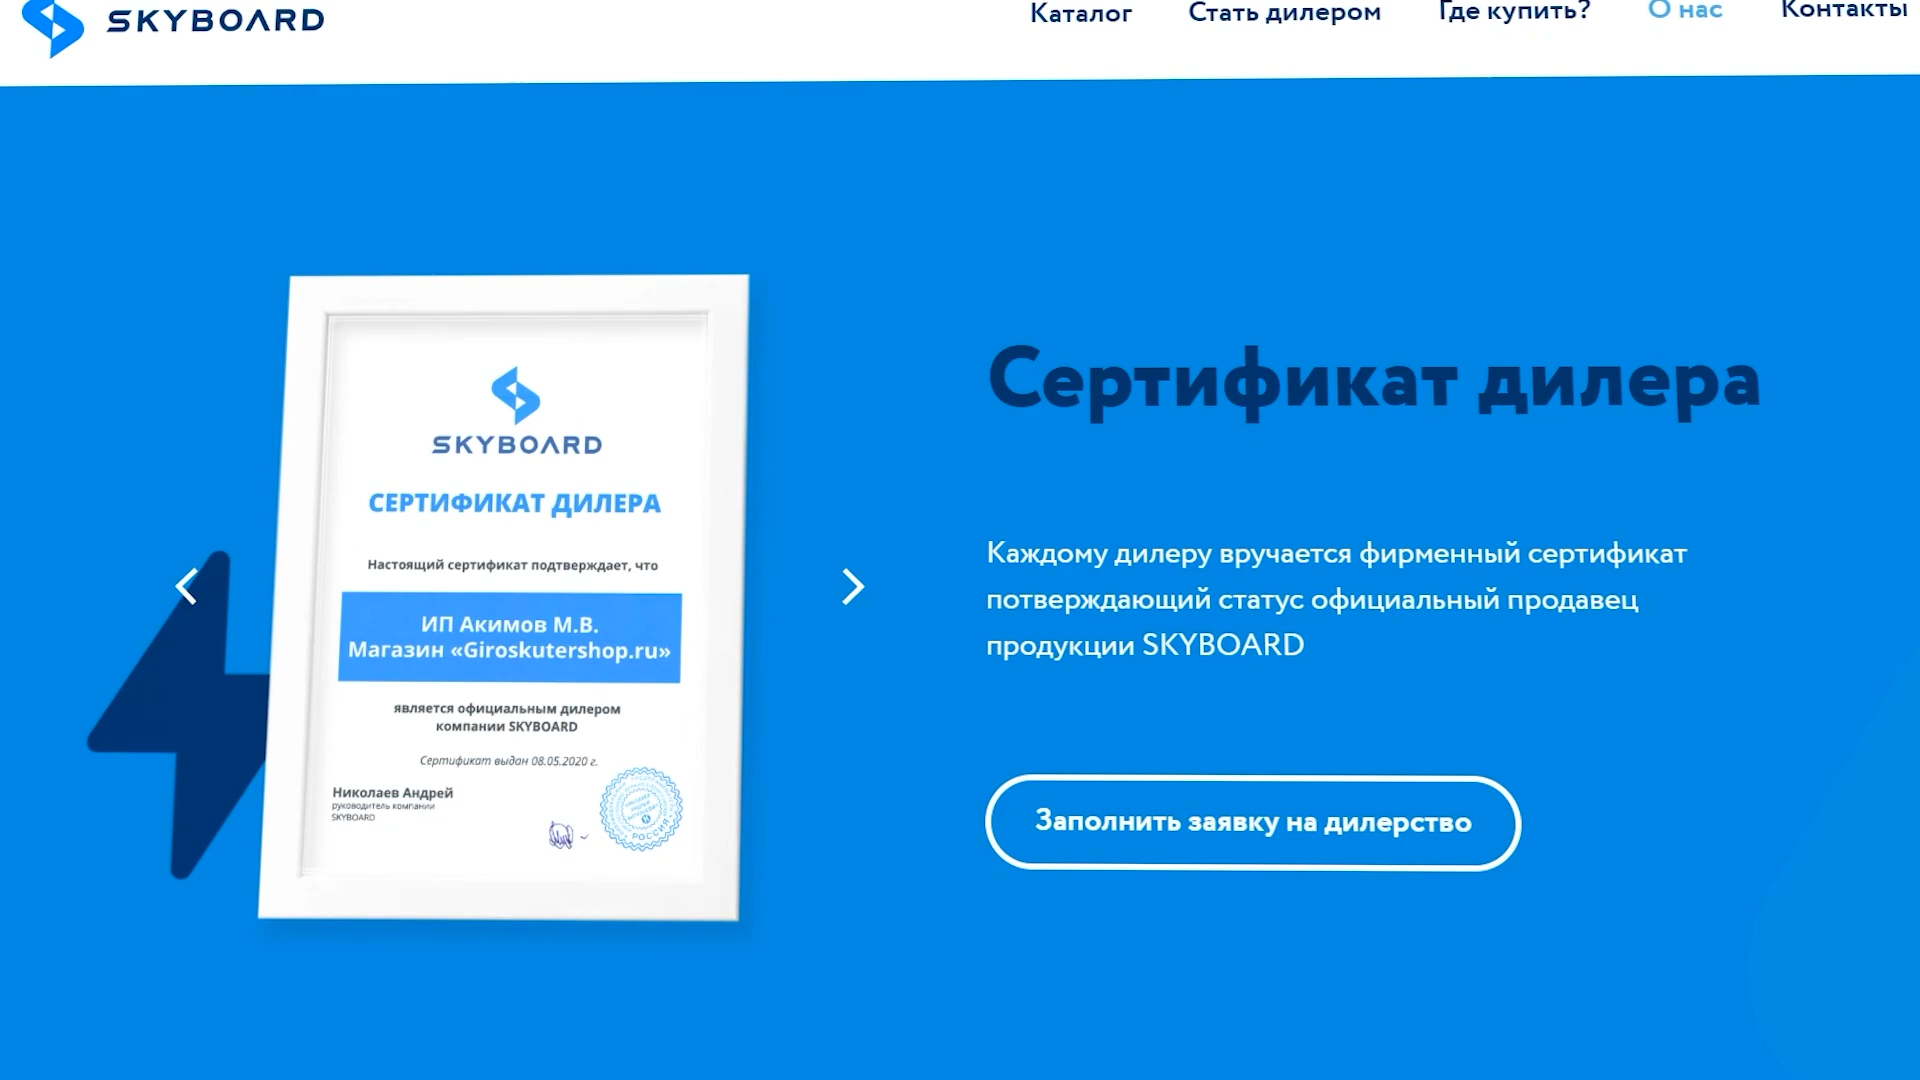 SKYBOARD
Каталог
Стать дилером
Где купить?
О нас
Контакты
SKYBOARD
СЕРТИФИКАТ ДИЛЕРА
Настоящий сертификат подтверждает, что
ИП Акимов М.В.
Магазин «Giroskutershop.ru»
является официальным дилером
компании SKYBOARD
Сертификат выдан 08.05.2020 г.
Николаев Андрей
руководитель компании
SKYBOARD
РОССИЯ
Сертификат дилера
Каждому дилеру вручается фирменный сертификат
потверждающий статус официальный продавец
продукции SKYBOARD
Заполнить заявку на дилерство